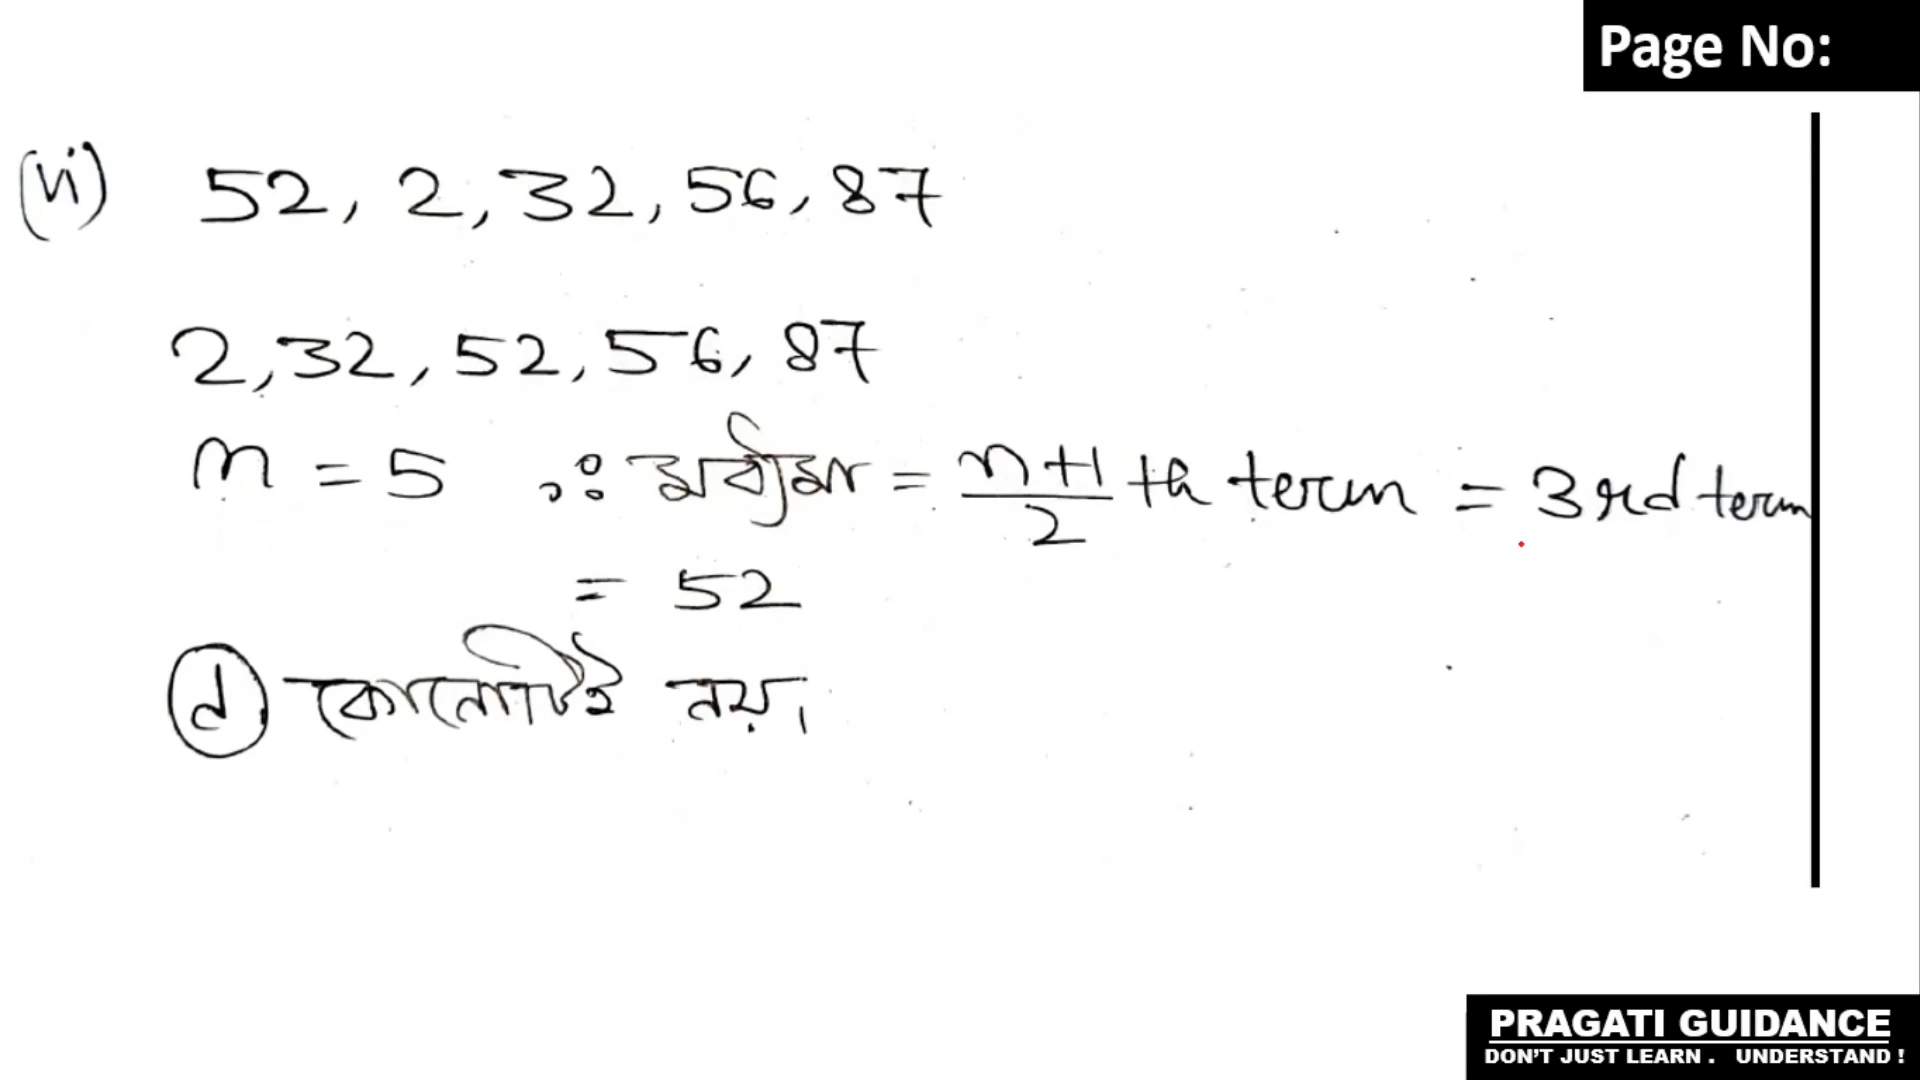 Page No:
(vi) 52, 2, 32, 56, 87
2, 32, 52, 56, 87
n = 5 ∴ মধ্যমা = n+1/2 th term = 3rd term
= 52
(d) কোনোটিই নয়।
PRAGATI GUIDANCE
DON'T JUST LEARN . UNDERSTAND !